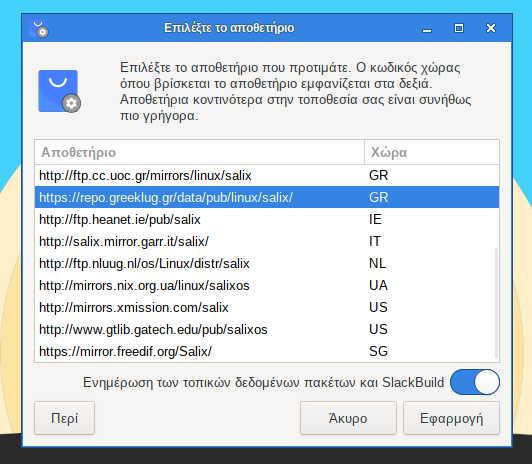 Επιλέξτε το αποθετήριο
Επιλέξτε το αποθετήριο που προτιμάτε. Ο κωδικός χώρας
όπου βρίσκεται το αποθετήριο εμφανίζεται στα δεξιά.
Αποθετήρια κοντινότερα στην τοποθεσία σας είναι συνήθως
πιο γρήγορα.
Αποθετήριο Χώρα
http://ftp.cc.uoc.gr/mirrors/linux/salix GR
https://repo.greeklug.gr/data/pub/linux/salix/ GR
http://ftp.heanet.ie/pub/salix IE
http://salix.mirror.garr.it/salix/ IT
http://ftp.nluug.nl/os/Linux/distr/salix NL
http://mirrors.nix.org.ua/linux/salixos UA
http://mirrors.xmission.com/salix US
http://www.gtlib.gatech.edu/pub/salixos US
https://mirror.freedif.org/Salix/ SG
Ενημέρωση των τοπικών δεδομένων πακέτων και SlackBuild
Περί Άκυρο Εφαρμογή